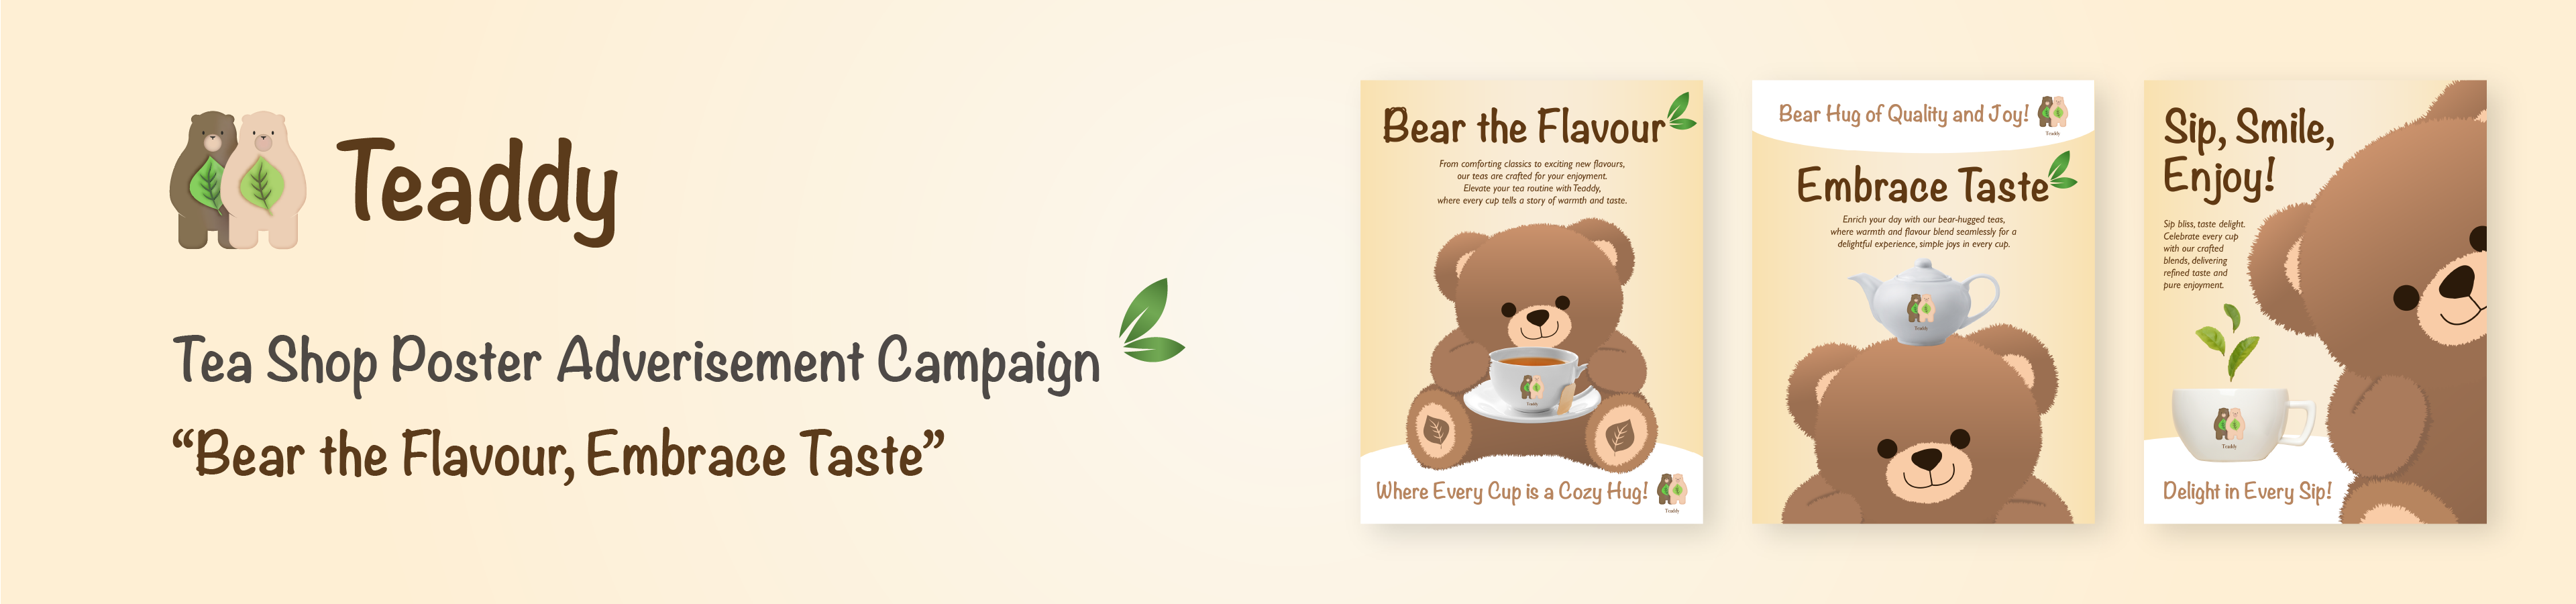 Teaddy
Tea Shop Poster Adverisement Campaign
“Bear the Flavour, Embrace Taste”
Bear the Flavour
From comforting classics to exciting new flavours,
our teas are crafted for your enjoyment.
Elevate your tea routine with Teaddy,
where every cup tells a story of warmth and taste.
Teaddy
Where Every Cup is a Cozy Hug!
Teaddy
Bear Hug of Quality and Joy!
Teaddy
Embrace Taste
Enrich your day with our bear-hugged teas,
where warmth and flavour blend seamlessly for a
delightful experience, simple joys in every cup.
Teaddy
Sip, Smile,
Enjoy!
Sip bliss, taste delight.
Celebrate every cup
with our crafted
blends, delivering
refined taste and
pure enjoyment.
Teaddy
Delight in Every Sip!